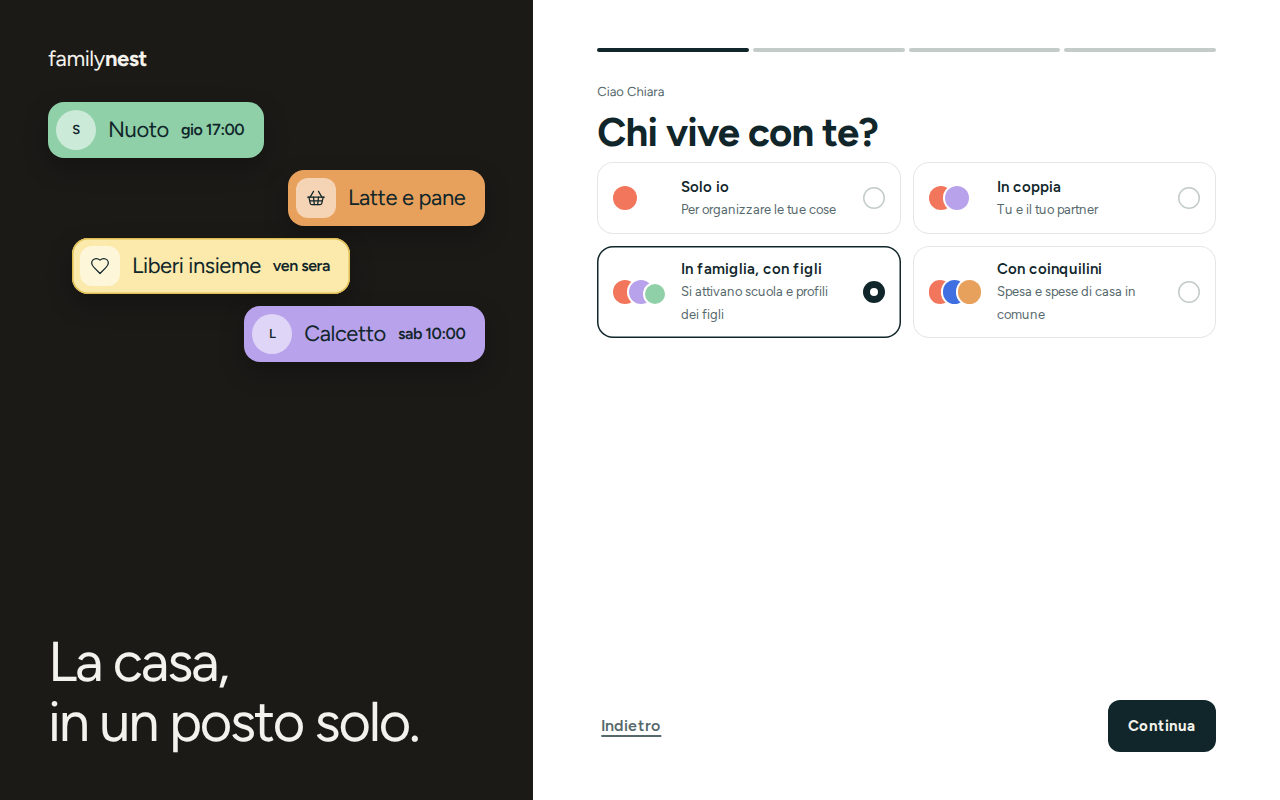 familynest
S Nuoto gio 17:00
Latte e pane
Liberi insieme ven sera
L Calcetto sab 10:00
La casa,
in un posto solo.
Ciao Chiara
Chi vive con te?
Solo io
Per organizzare le tue cose
In coppia
Tu e il tuo partner
In famiglia, con figli
Si attivano scuola e profili
dei figli
Con coinquilini
Spesa e spese di casa in
comune
Indietro
Continua